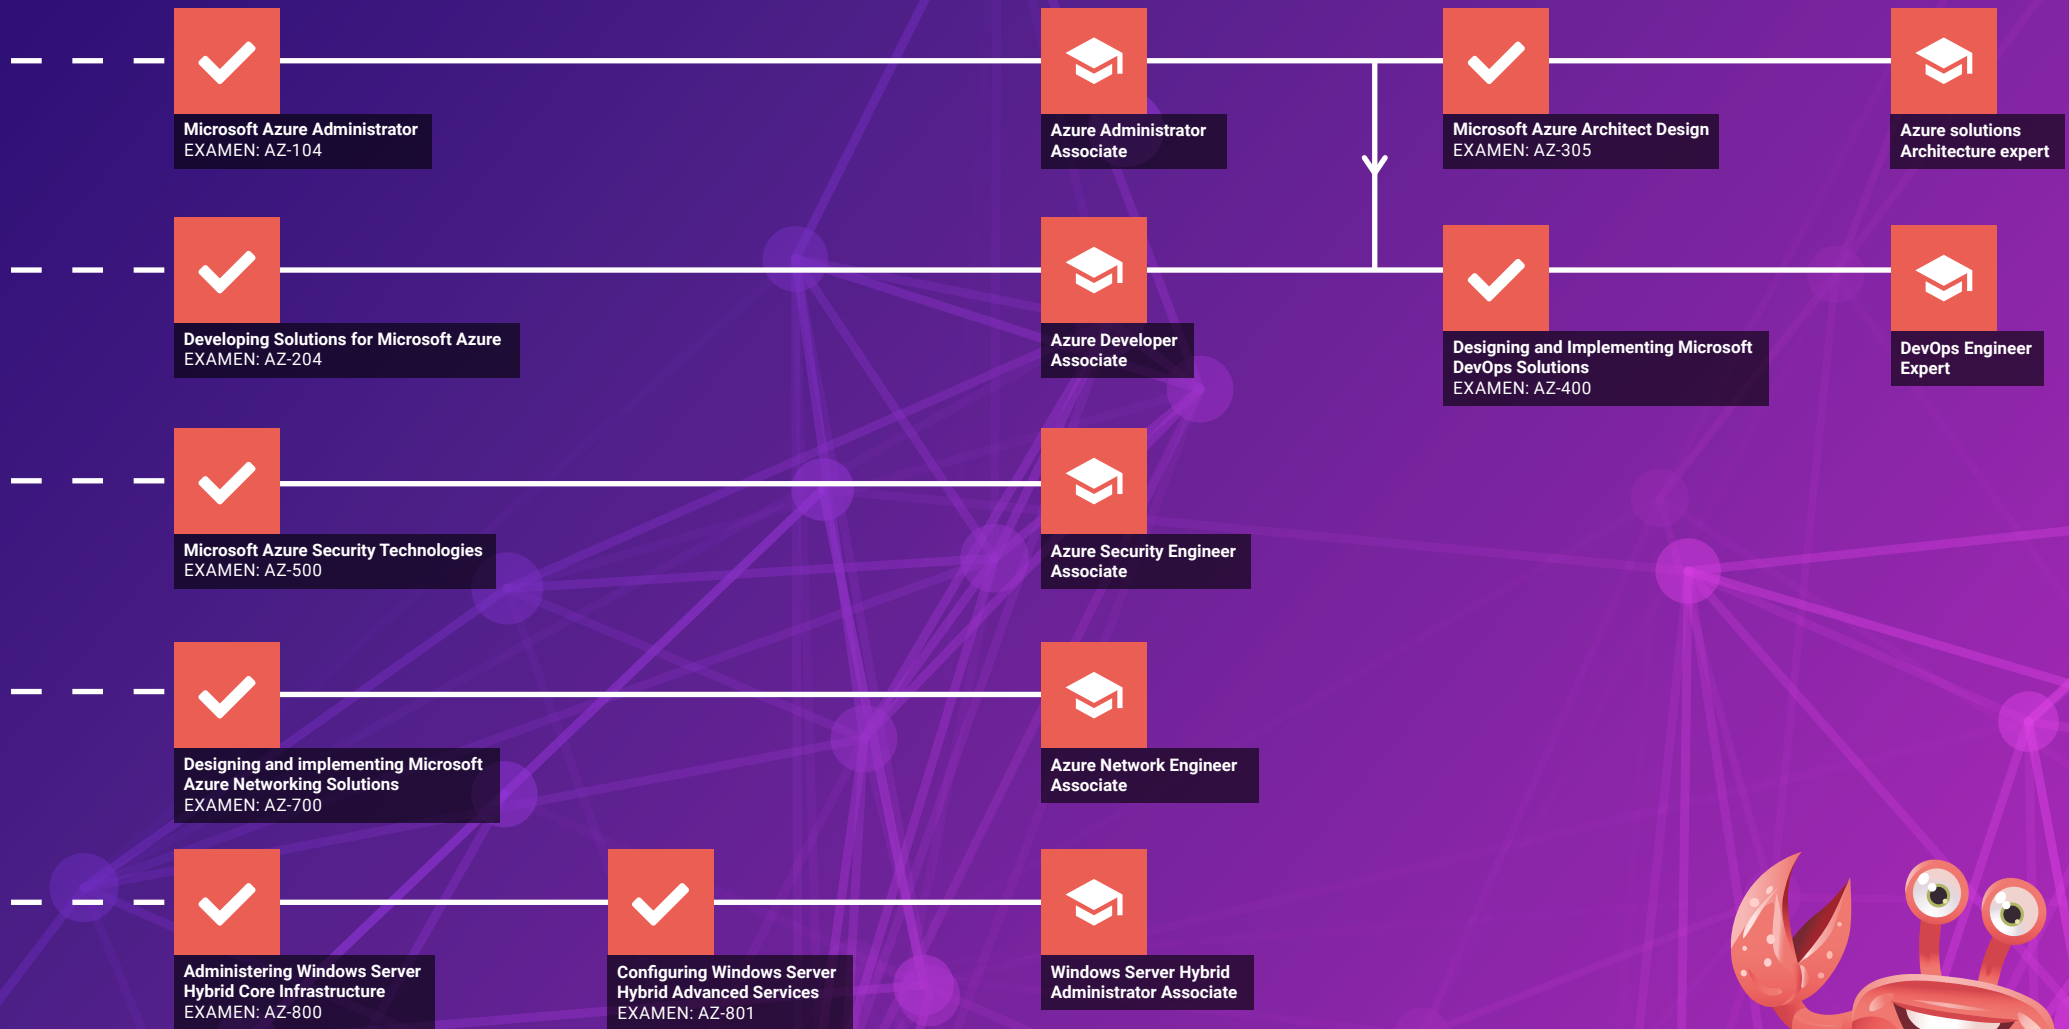 Microsoft Azure Administrator
EXAMEN: AZ-104
Azure Administrator
Associate
Microsoft Azure Architect Design
EXAMEN: AZ-305
Azure solutions
Architecture expert
Developing Solutions for Microsoft Azure
EXAMEN: AZ-204
Azure Developer
Associate
Designing and Implementing Microsoft
DevOps Solutions
EXAMEN: AZ-400
DevOps Engineer
Expert
Microsoft Azure Security Technologies
EXAMEN: AZ-500
Azure Security Engineer
Associate
Designing and implementing Microsoft
Azure Networking Solutions
EXAMEN: AZ-700
Azure Network Engineer
Associate
Administering Windows Server
Hybrid Core Infrastructure
EXAMEN: AZ-800
Configuring Windows Server
Hybrid Advanced Services
EXAMEN: AZ-801
Windows Server Hybrid
Administrator Associate